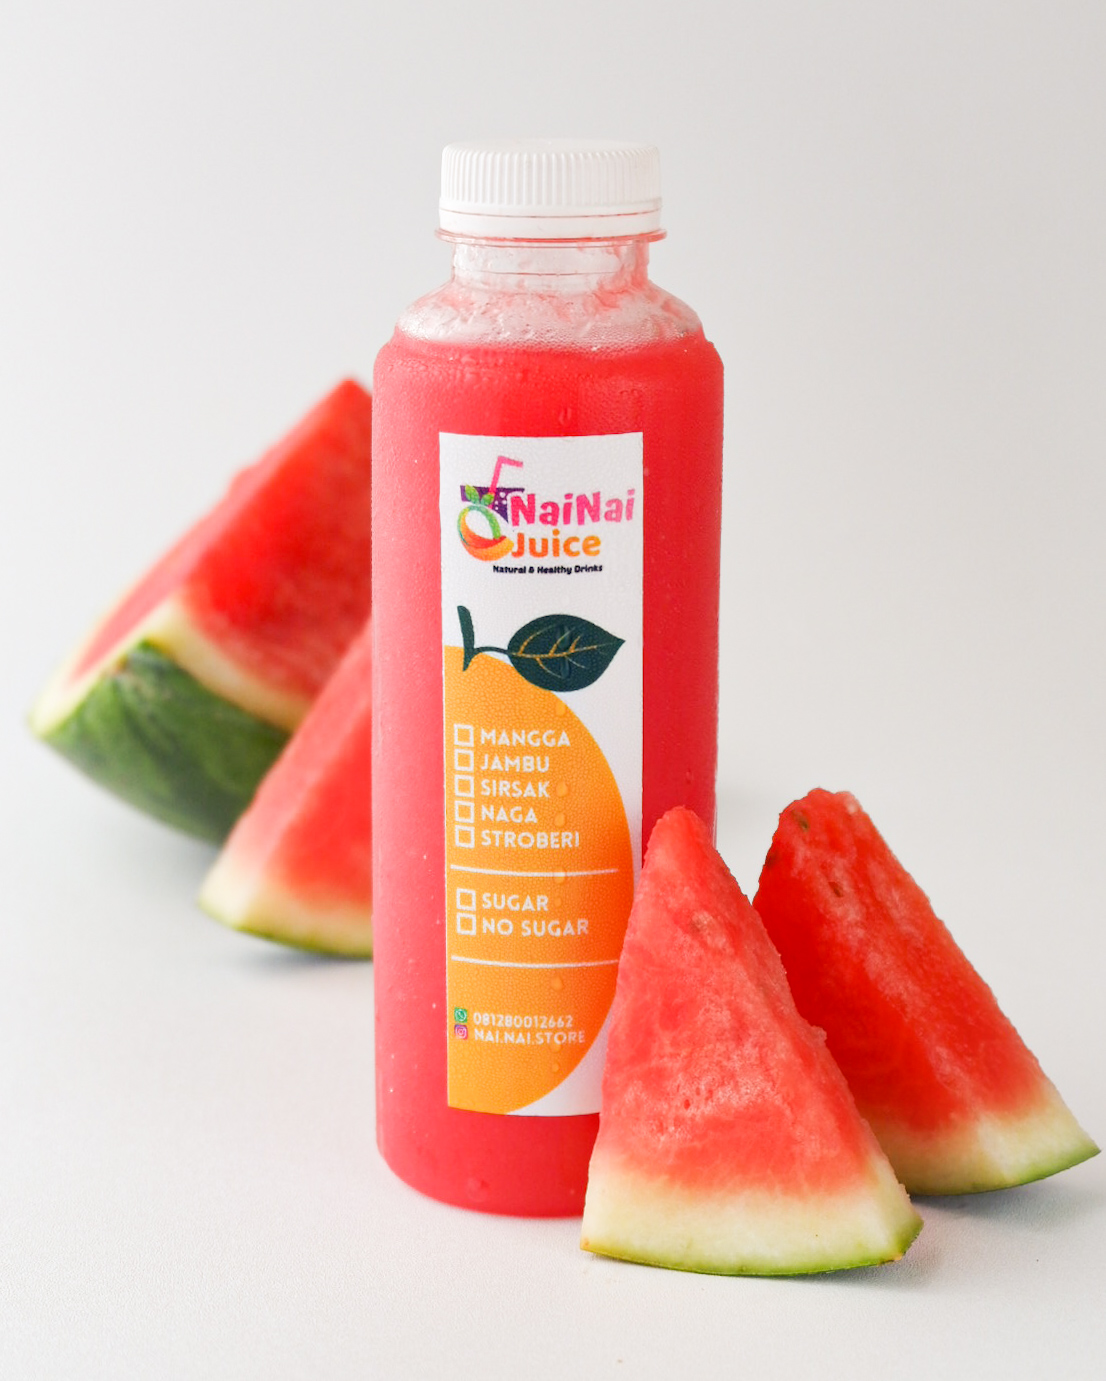 NaiNai
Juice
Natural & Healthy Drinks
MANGGA
JAMBU
SIRSAK
NAGA
STROBERI
SUGAR
NO SUGAR
081280012662
NAI.NAI.STORE